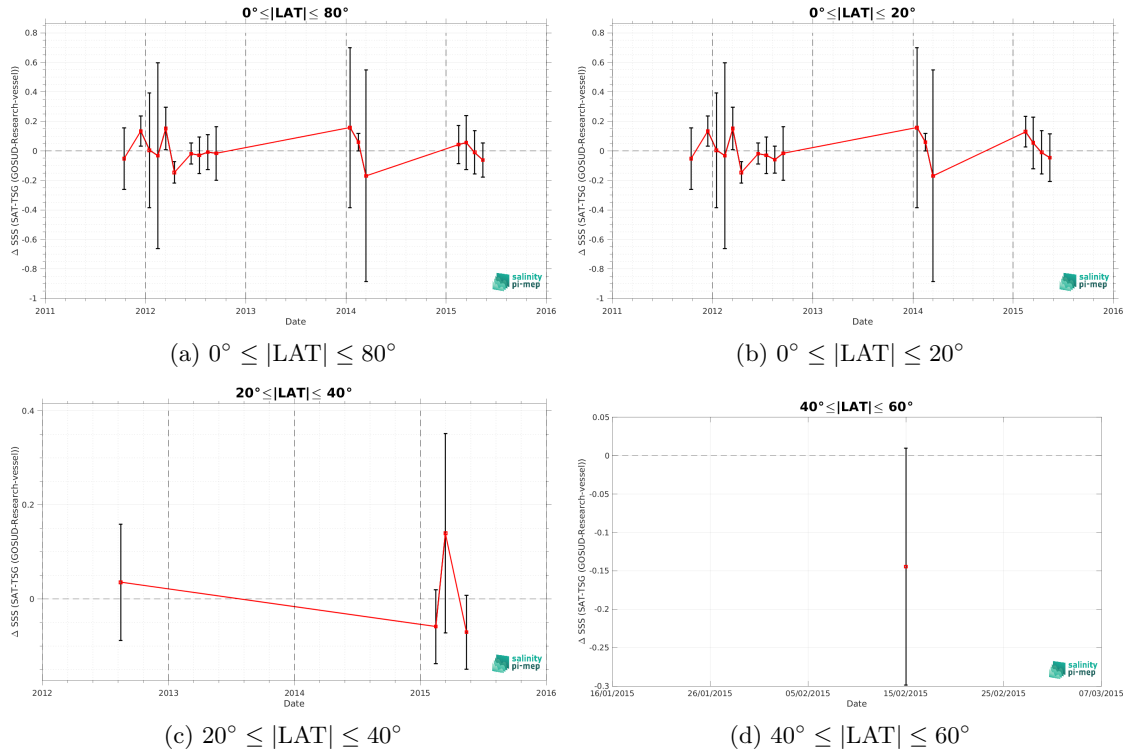 0°≤|LAT|≤ 80°
Δ SSS (SAT-TSG (GOSUD-Research-vessel))
0.8
0.6
0.4
0.2
0
-0.2
-0.4
-0.6
-0.8
-1
2011
2012
2013
2014
2015
2016
Date
salinity
pi-mep
(a) 0° ≤ |LAT| ≤ 80°
0°≤|LAT|≤ 20°
Δ SSS (SAT-TSG (GOSUD-Research-vessel))
0.8
0.6
0.4
0.2
0
-0.2
-0.4
-0.6
-0.8
-1
2011
2012
2013
2014
2015
2016
Date
salinity
pi-mep
(b) 0° ≤ |LAT| ≤ 20°
20°≤|LAT|≤ 40°
Δ SSS (SAT-TSG (GOSUD-Research-vessel))
0.4
0.2
0
2012
2013
2014
2015
2016
Date
salinity
pi-mep
(c) 20° ≤ |LAT| ≤ 40°
40°≤|LAT|≤ 60°
Δ SSS (SAT-TSG (GOSUD-Research-vessel))
0.05
0
-0.05
-0.1
-0.15
-0.2
-0.25
-0.3
16/01/2015
26/01/2015
05/02/2015
15/02/2015
25/02/2015
07/03/2015
Date
salinity
pi-mep
(d) 40° ≤ |LAT| ≤ 60°